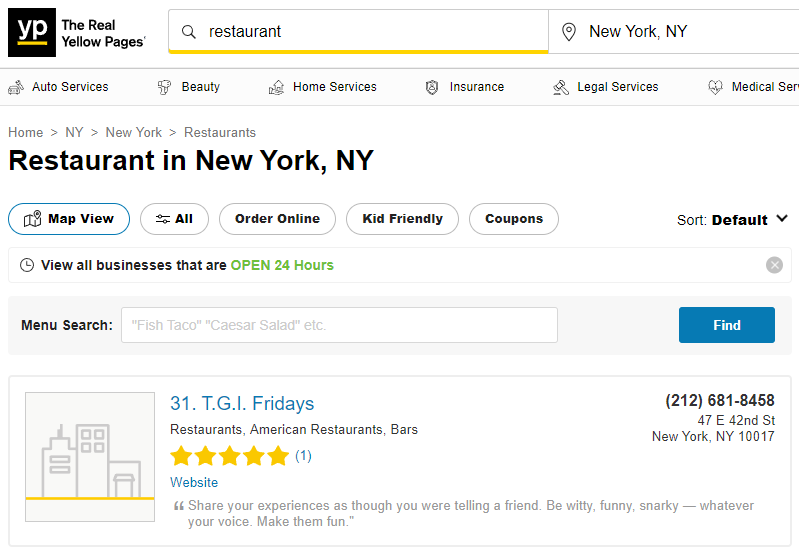 yp The Real
Yellow Pages
restaurant
New York, NY
Auto Services
Beauty
Home Services
Insurance
Legal Services
Medical
Home > NY > New York > Restaurants
Restaurant in New York, NY
Map View
All
Order Online
Kid Friendly
Coupons
Sort: Default
View all businesses that are OPEN 24 Hours
Menu Search:
"Fish Taco" "Caesar Salad" etc.
Find
31. T.G.I. Fridays
Restaurants, American Restaurants, Bars
(1)
Website
“ Share your experiences as though you were telling a friend. Be witty, funny, snarky — whatever
your voice. Make them fun."
(212) 681-8458
47 E 42nd St
New York, NY 10017